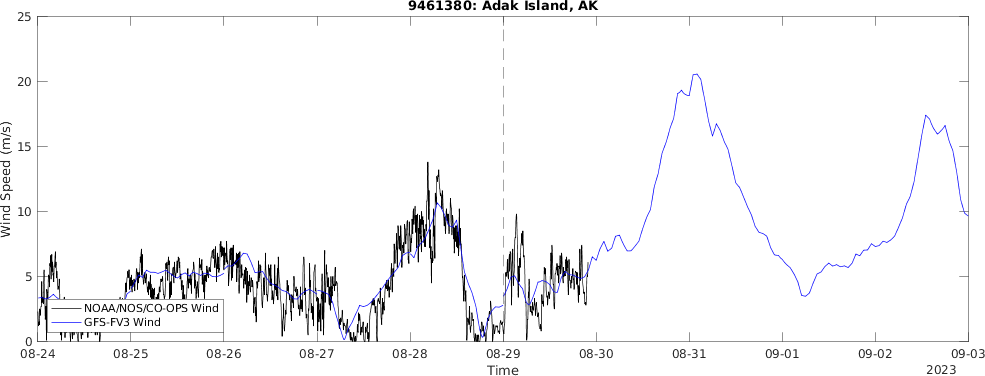 9461380: Adak Island, AK
Wind Speed (m/s)
25
20
15
10
5
0
NOAA/NOS/CO-OPS Wind
GFS-FV3 Wind
08-24 08-25 08-26 08-27 08-28 08-29 08-30 08-31 09-01 09-02 09-03
Time
2023